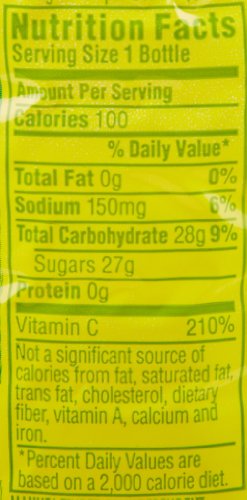 Nutrition Facts
Serving Size 1 Bottle
Amount Per Serving
Calories 100
% Daily Value*
Total Fat 0g 0%
Sodium 150mg 6%
Total Carbohydrate 28g 9%
Sugars 27g
Protein 0g
Vitamin C 210%
Not a significant source of
calories from fat, saturated fat,
trans fat, cholesterol, dietary
fiber, vitamin A, calcium and
iron.
*Percent Daily Values are
based on a 2,000 calorie diet.